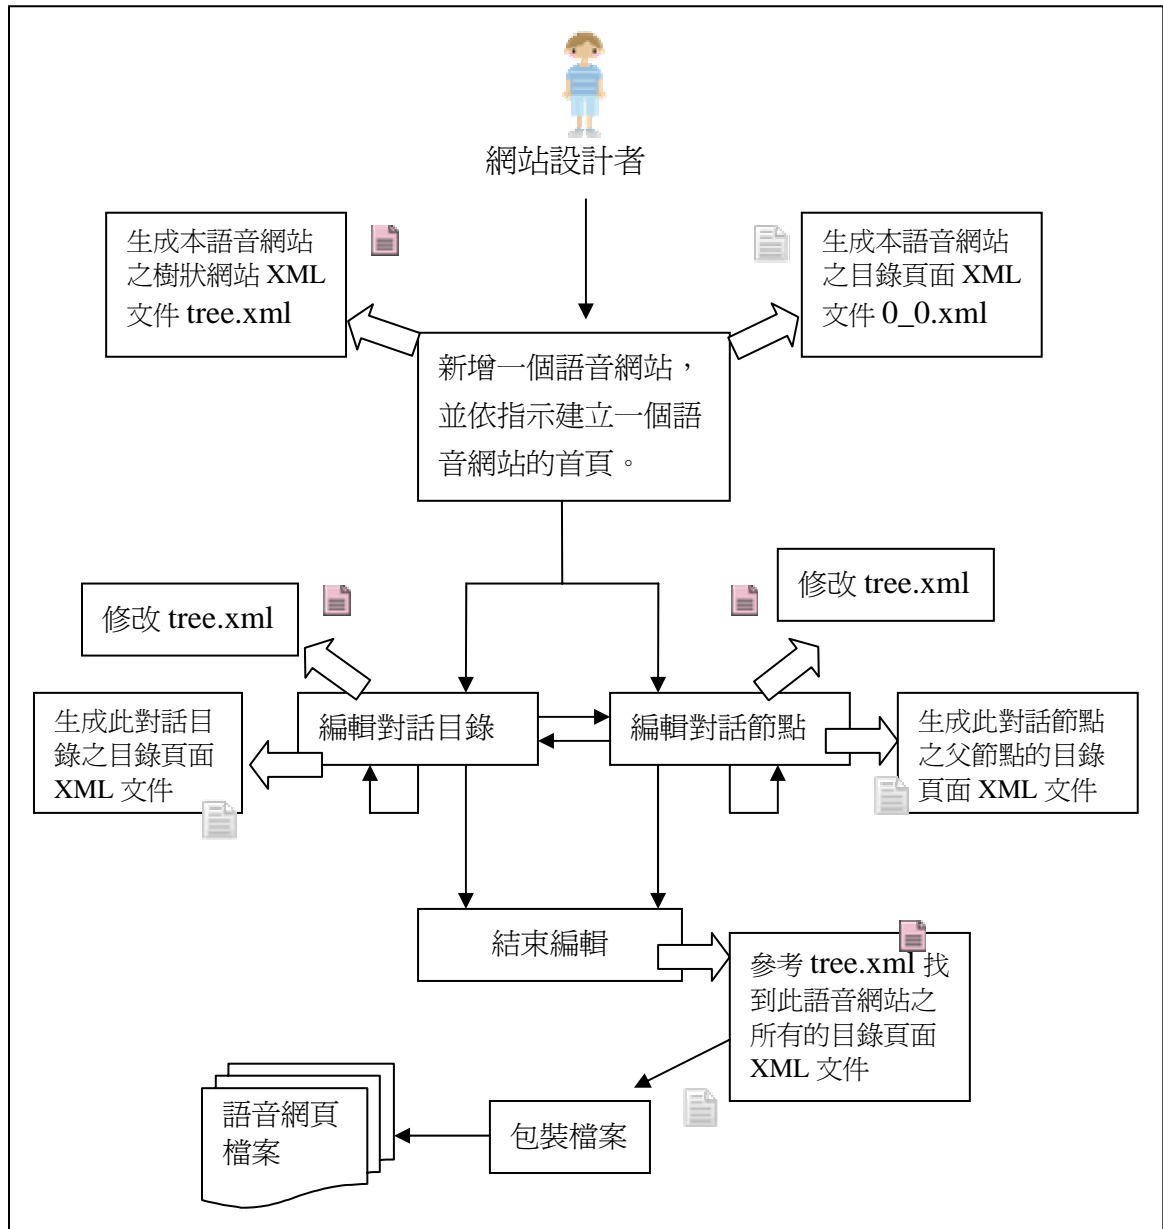 網站設計者
生成本語音網站
之樹狀網站 XML
文件 tree.xml
生成本語音網站
之目錄頁面 XML
文件 0_0.xml
新增一個語音網站，
並依指示建立一個語
音網站的首頁。
修改 tree.xml
修改 tree.xml
生成此對話目
錄之目錄頁面
XML 文件
編輯對話目錄
編輯對話節點
生成此對話節點
之父節點的目錄
頁面 XML 文件
結束編輯
參考 tree.xml 找
到此語音網站之
所有的目錄頁面
XML 文件
語音網頁
檔案
包裝檔案